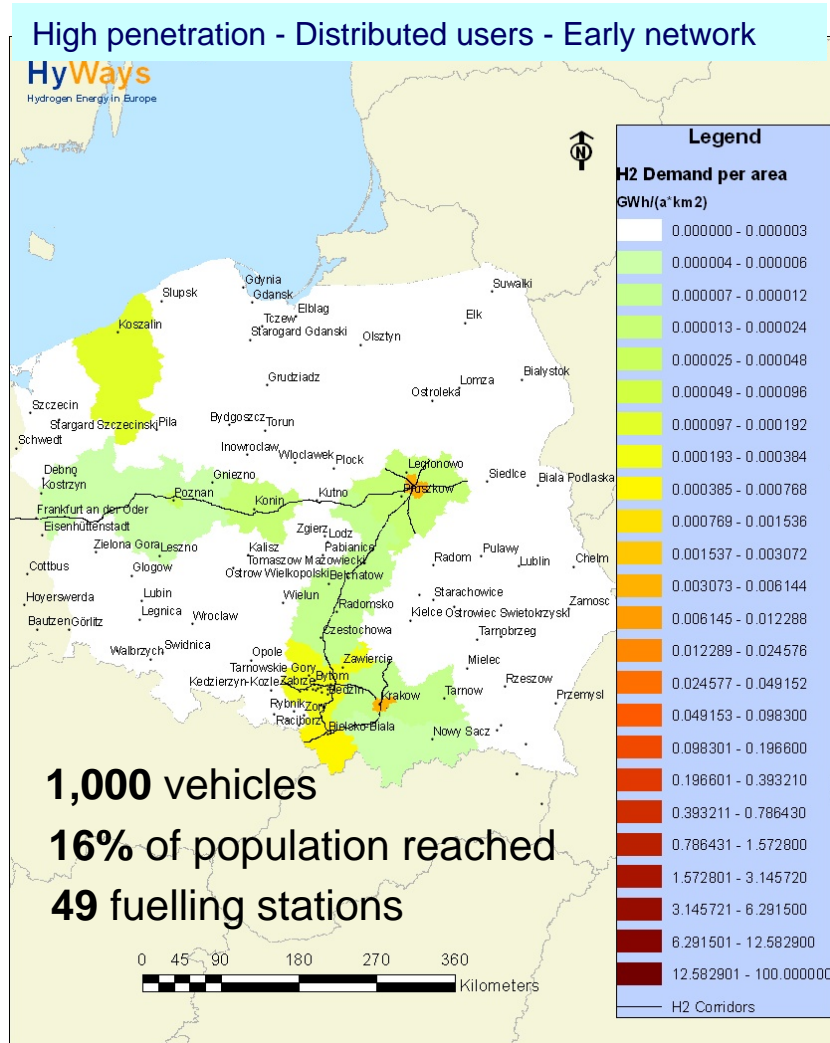 High penetration - Distributed users - Early network
HyWays
Hydrogen Energy in Europe
N
Legend
H2 Demand per area
GWh/(a*km2)
0.000000 - 0.000003
0.000004 - 0.000006
0.000007 - 0.000012
0.000013 - 0.000024
0.000025 - 0.000048
0.000049 - 0.000096
0.000097 - 0.000192
0.000193 - 0.000384
0.000385 - 0.000768
0.000769 - 0.001536
0.001537 - 0.003072
0.003073 - 0.006144
0.006145 - 0.012288
0.012289 - 0.024576
0.024577 - 0.049152
0.049153 - 0.098300
0.098301 - 0.196600
0.196601 - 0.393210
0.393211 - 0.786430
0.786431 - 1.572800
1.572801 - 3.145720
3.145721 - 6.291500
6.291501 - 12.582900
12.582901 - 100.000000
H2 Corridors
Gdynia
Suwalki
Slupsk
Gdansk
Elblag
Elk
Koszalin
Tczew
Starogard Gdanski
Olsztyn
Bialystok
Grudziadz
Lomza
Ostroleka
Szczecin
Bydgoszcz
Stargard Szczecinski
Pila
Torun
Schwedt
Inowroclaw
Wloclawek
Plock
Legionowo
Debno
Gniezno
Siedlce
Biala Podlaska
Kostrzyn
Poznan
Konin
Kutno
Pruszkow
Frankfurt an der Oder
Eisenhüttenstadt
Zgierz
Lodz
Zielona Gora
Leszno
Kalisz
Pabianice
Pulawy
Cottbus
Glogow
Tomaszow Mazowiecki
Radom
Lublin
Chelm
Ostrow Wielkopolski
Belchatow
Hoyerswerda
Lubin
Wielun
Starachowice
Zamosc
Legnica
Radomsko
Kielce
Ostrowiec Swietokrzyski
Bautzen
Görlitz
Wroclaw
Czestochowa
Tarnobrzeg
Walbrzych
Swidnica
Opole
Zawiercie
Mielec
Tarnowskie Gory
Bytom
Rzeszow
Kedzierzyn-Kozle
Zabrze
Bedzin
Krakow
Tarnow
Przemysl
Rybnik
Zory
Raciborz
Bielsko-Biala
Nowy Sacz
1,000 vehicles
16% of population reached
49 fuelling stations
0 45 90 180 270 360
Kilometers